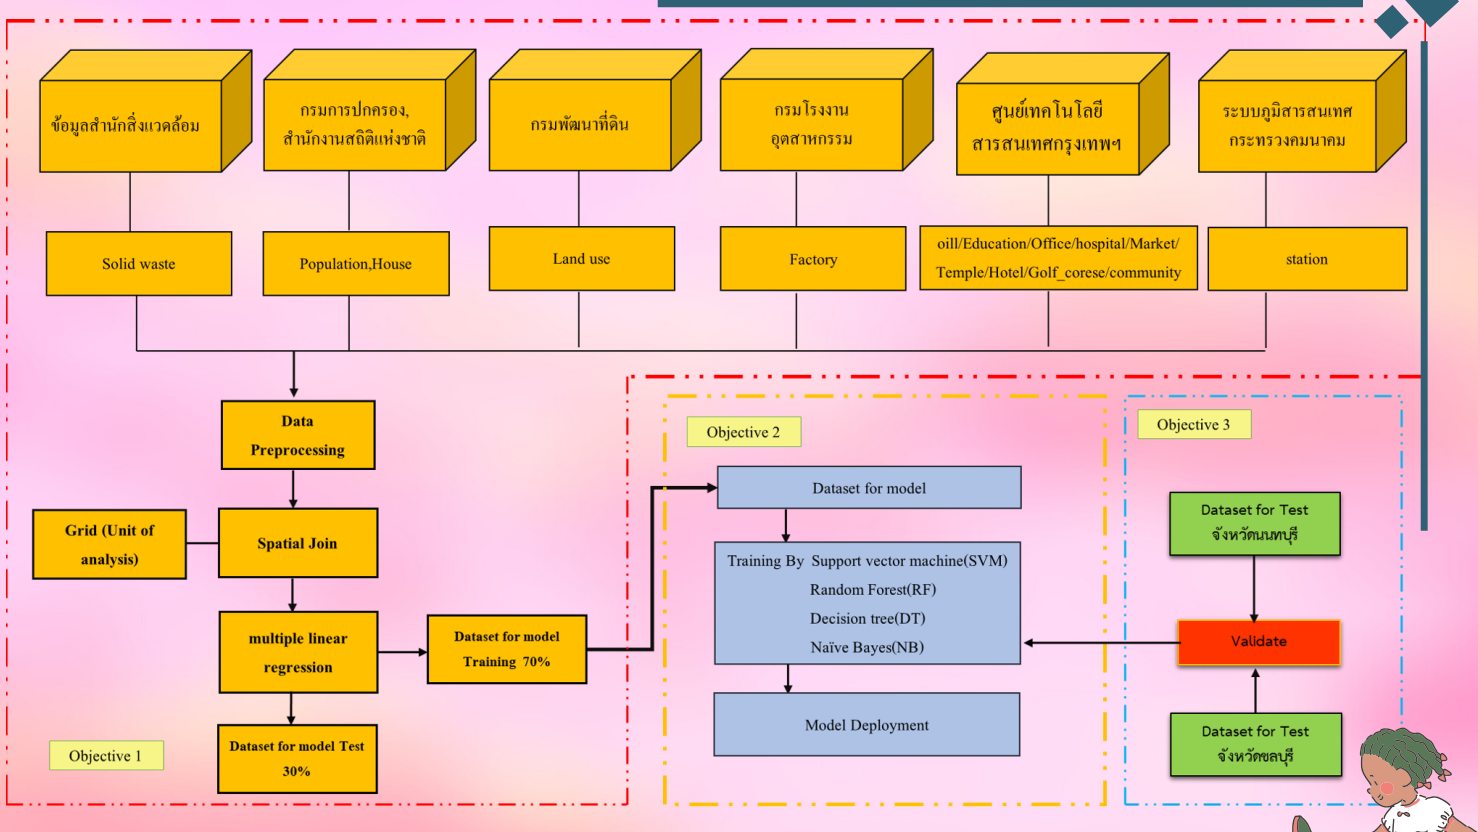 ข้อมูลสำนักสิ่งแวดล้อม
กรมการปกครอง,
สำนักงานสถิติแห่งชาติ
กรมพัฒนาที่ดิน
กรมโรงงาน
อุตสาหกรรม
ศูนย์เทคโนโลยี
สารสนเทศกรุงเทพฯ
ระบบภูมิสารสนเทศ
กระทรวงคมนาคม
Solid waste
Population,House
Land use
Factory
oill/Education/Office/hospital/Market/
Temple/Hotel/Golf_corese/community
station
Data
Preprocessing
Grid (Unit of
analysis)
Spatial Join
multiple linear
regression
Dataset for model
Training 70%
Dataset for model Test
30%
Objective 1
Objective 2
Dataset for model
Training By Support vector machine(SVM)
Random Forest(RF)
Decision tree(DT)
Naïve Bayes(NB)
Model Deployment
Objective 3
Dataset for Test
จังหวัดนนทบุรี
Validate
Dataset for Test
จังหวัดชลบุรี